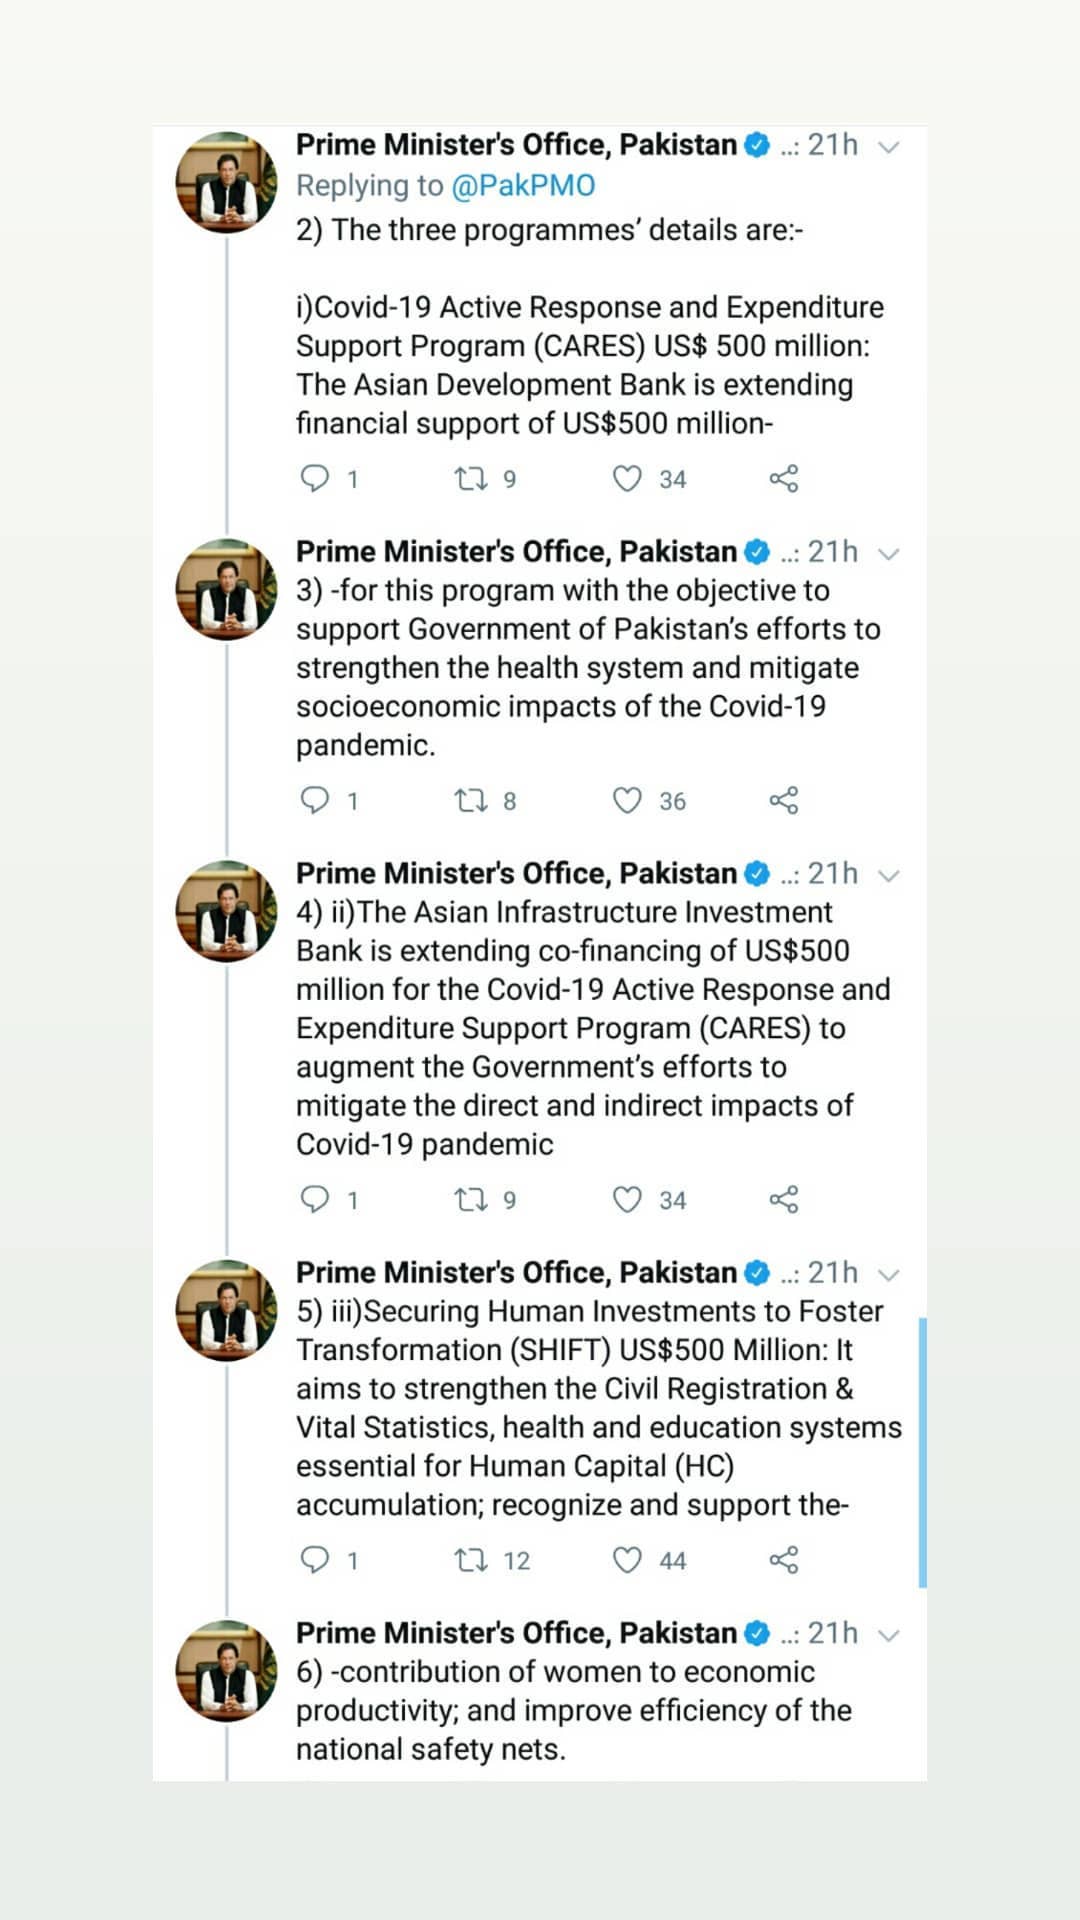 Prime Minister's Office, Pakistan ..: 21h
Replying to @PakPMO
2) The three programmes’ details are:-
i)Covid-19 Active Response and Expenditure
Support Program (CARES) US$ 500 million:
The Asian Development Bank is extending
financial support of US$500 million-
1 9 34
Prime Minister's Office, Pakistan ..: 21h
3) -for this program with the objective to
support Government of Pakistan’s efforts to
strengthen the health system and mitigate
socioeconomic impacts of the Covid-19
pandemic.
1 8 36
Prime Minister's Office, Pakistan ..: 21h
4) ii)The Asian Infrastructure Investment
Bank is extending co-financing of US$500
million for the Covid-19 Active Response and
Expenditure Support Program (CARES) to
augment the Government’s efforts to
mitigate the direct and indirect impacts of
Covid-19 pandemic
1 9 34
Prime Minister's Office, Pakistan ..: 21h
5) iii)Securing Human Investments to Foster
Transformation (SHIFT) US$500 Million: It
aims to strengthen the Civil Registration &
Vital Statistics, health and education systems
essential for Human Capital (HC)
accumulation; recognize and support the-
1 12 44
Prime Minister's Office, Pakistan ..: 21h
6) -contribution of women to economic
productivity; and improve efficiency of the
national safety nets.